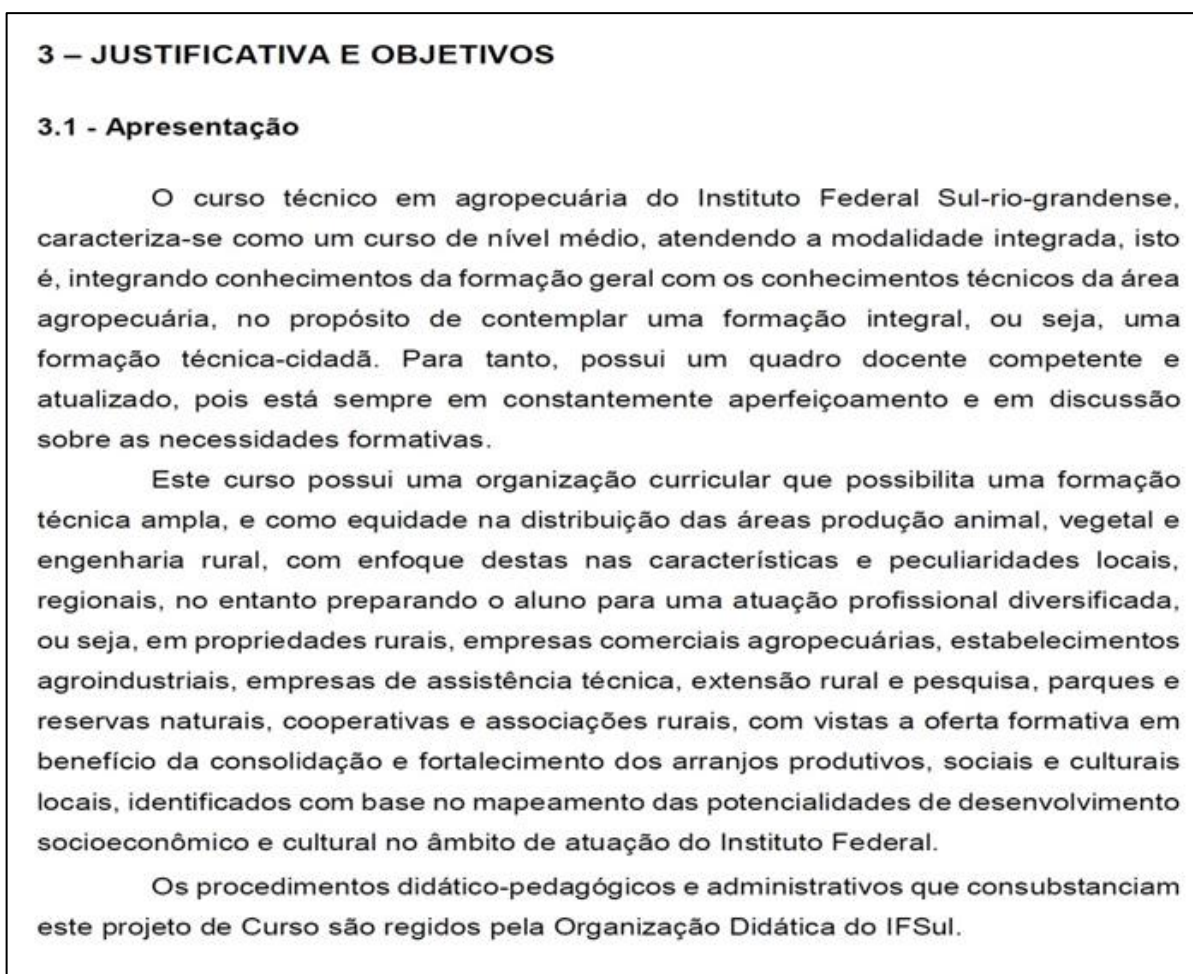 3 – JUSTIFICATIVA E OBJETIVOS
3.1 - Apresentação
O curso técnico em agropecuária do Instituto Federal Sul-rio-grandense,
caracteriza-se como um curso de nível médio, atendendo a modalidade integrada, isto
é, integrando conhecimentos da formação geral com os conhecimentos técnicos da área
agropecuária, no propósito de contemplar uma formação integral, ou seja, uma
formação técnica-cidadã. Para tanto, possui um quadro docente competente e
atualizado, pois está sempre em constantemente aperfeiçoamento e em discussão
sobre as necessidades formativas.
Este curso possui uma organização curricular que possibilita uma formação
técnica ampla, e como equidade na distribuição das áreas produção animal, vegetal e
engenharia rural, com enfoque destas nas características e peculiaridades locais,
regionais, no entanto preparando o aluno para uma atuação profissional diversificada,
ou seja, em propriedades rurais, empresas comerciais agropecuárias, estabelecimentos
agroindustriais, empresas de assistência técnica, extensão rural e pesquisa, parques e
reservas naturais, cooperativas e associações rurais, com vistas a oferta formativa em
benefício da consolidação e fortalecimento dos arranjos produtivos, sociais e culturais
locais, identificados com base no mapeamento das potencialidades de desenvolvimento
socioeconômico e cultural no âmbito de atuação do Instituto Federal.
Os procedimentos didático-pedagógicos e administrativos que consubstanciam
este projeto de Curso são regidos pela Organização Didática do IFSul.